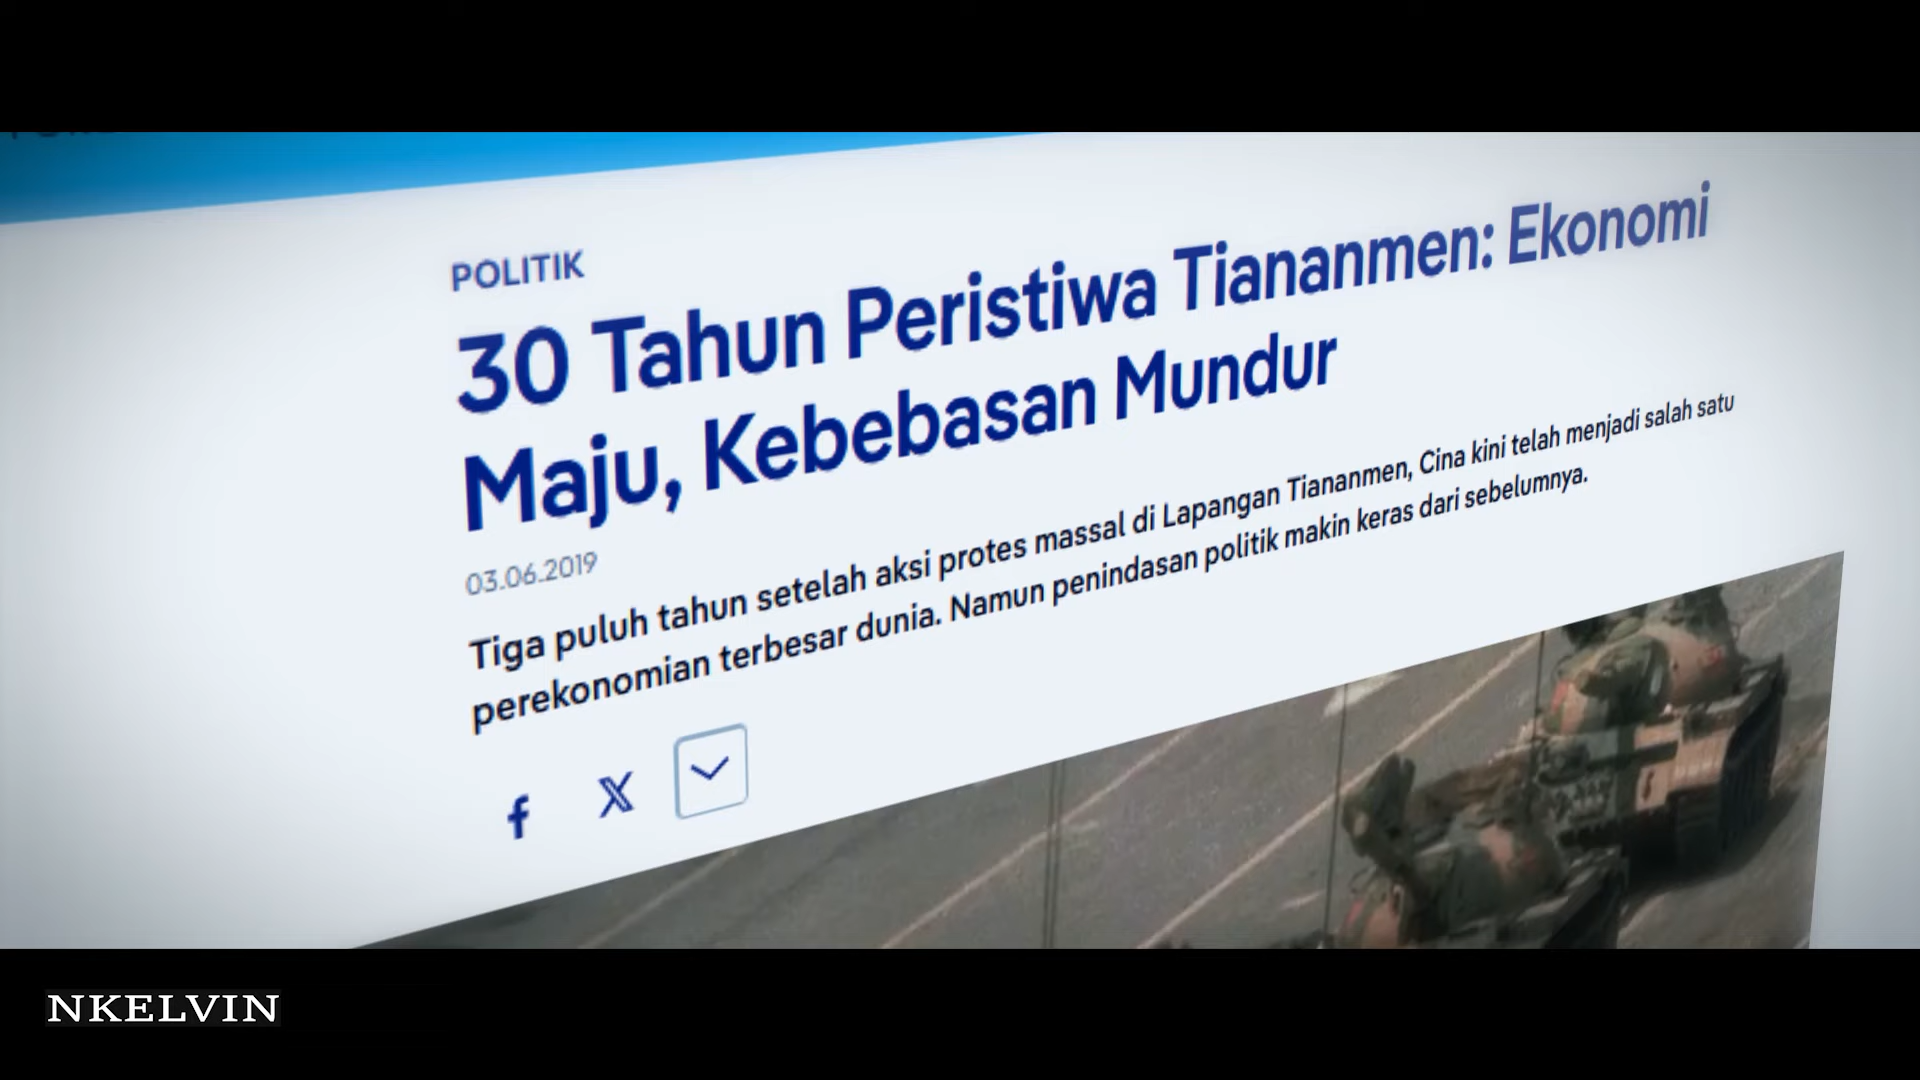 POLITIK
30 Tahun Peristiwa Tiananmen: Ekonomi
Maju, Kebebasan Mundur
03.06.2019
Tiga puluh tahun setelah aksi protes massal di Lapangan Tiananmen, Cina kini telah menjadi salah satu
perekonomian terbesar dunia. Namun penindasan politik makin keras dari sebelumnya.
NKELVIN